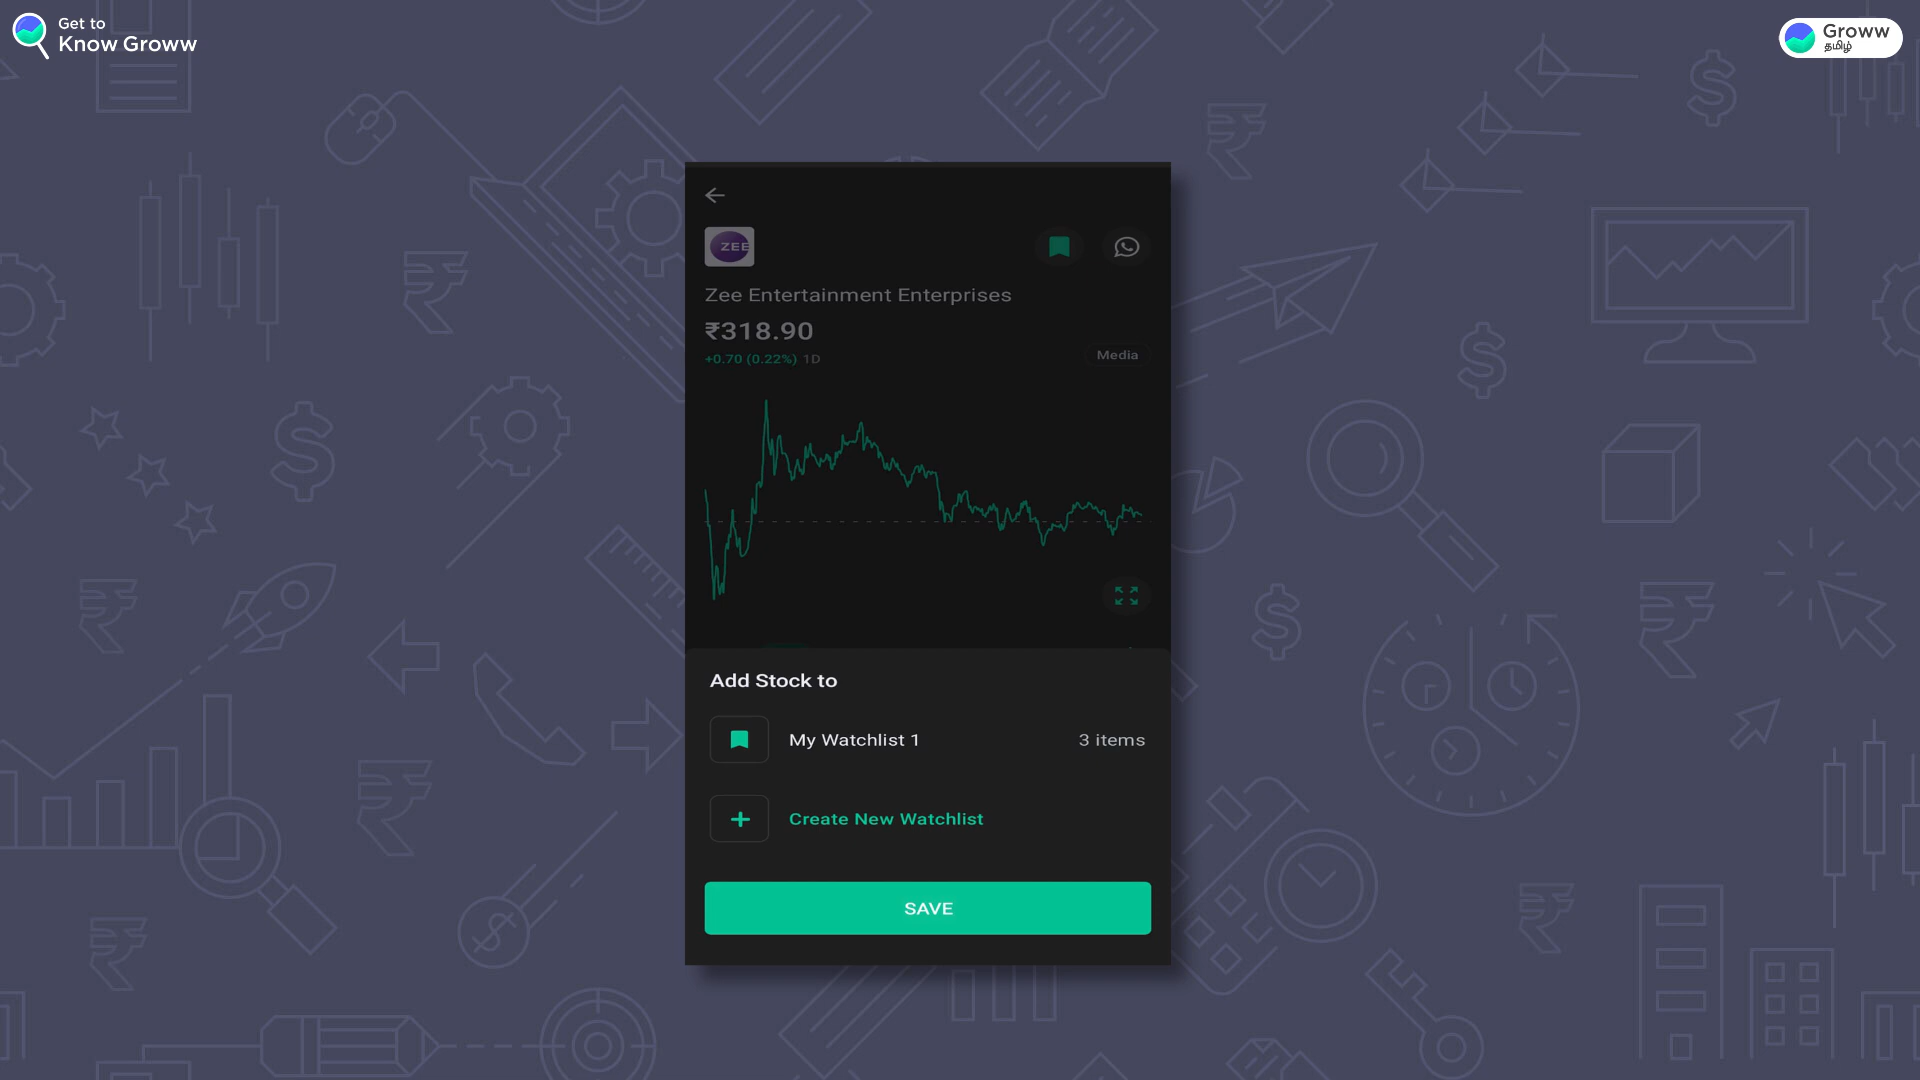 Get to
Know Groww
Groww
தமிழ்
ZEE
Zee Entertainment Enterprises
₹318.90
+0.70 (0.22%) 1D
Media
Add Stock to
My Watchlist 1
3 items
Create New Watchlist
SAVE